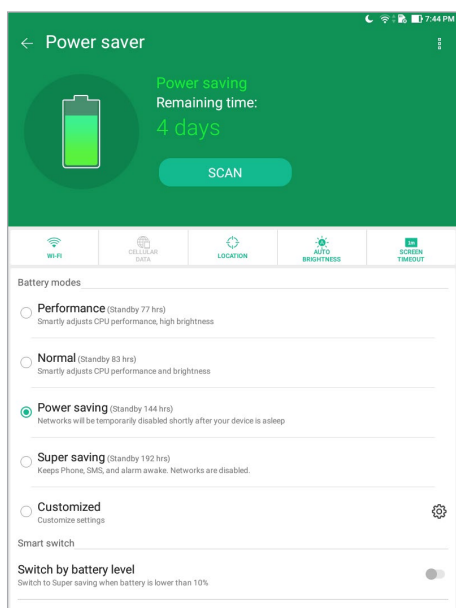 7:44 PM
Power saver
Power saving
Remaining time:
4 days
SCAN
WI-FI
CELLULAR
DATA
LOCATION
A
AUTO
BRIGHTNESS
1m
SCREEN
TIMEOUT
Battery modes
Performance (Standby 77 hrs)
Smartly adjusts CPU performance, high brightness
Normal (Standby 83 hrs)
Smartly adjusts CPU performance and brightness
Power saving (Standby 144 hrs)
Networks will be temporarily disabled shortly after your device is asleep
Super saving (Standby 192 hrs)
Keeps Phone, SMS, and alarm awake. Networks are disabled.
Customized
Customize settings
Smart switch
Switch by battery level
Switch to Super saving when battery is lower than 10%